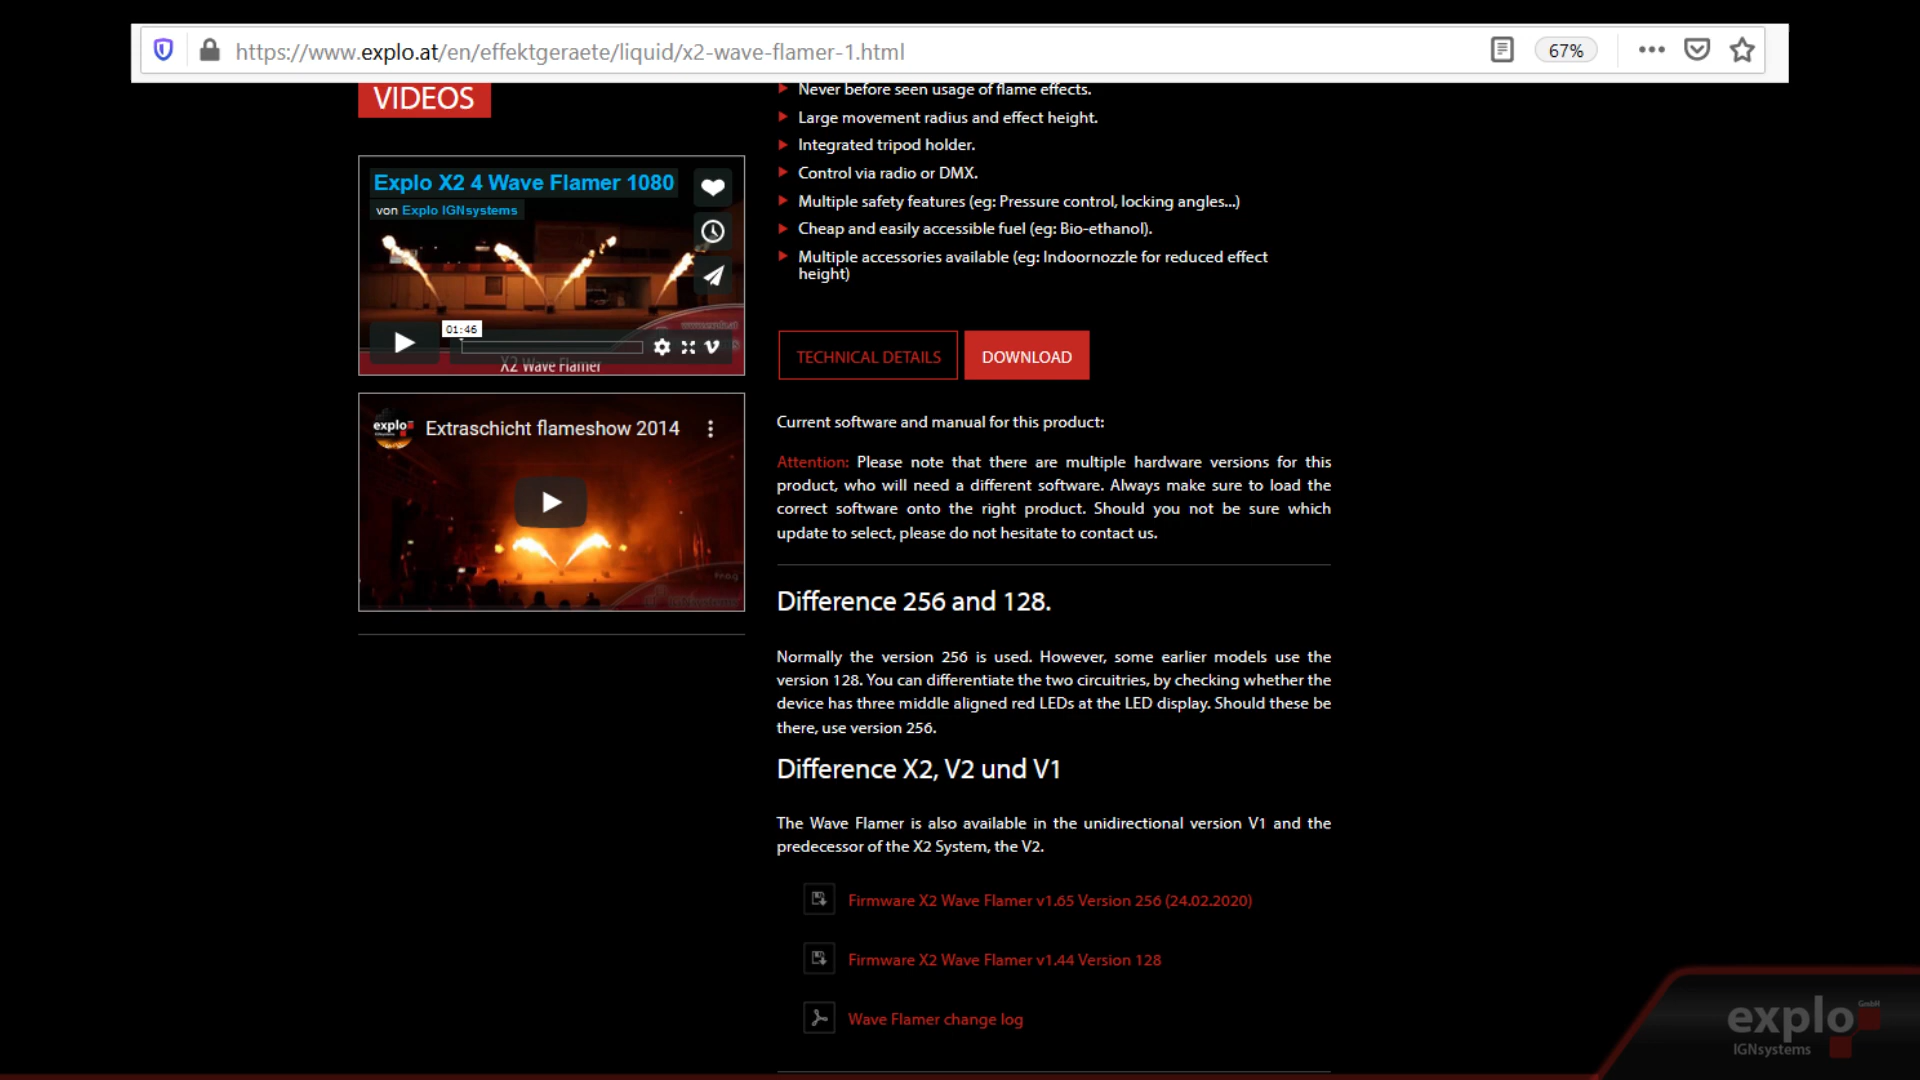 https://www.explo.at/en/effektgeraete/liquid/x2-wave-flamer-1.html
67%
VIDEOS
Explo X2 4 Wave Flamer 1080
von Explo IGNsystems
01:46
X2 Wave Flamer
explo
Extraschicht flameshow 2014
Never before seen usage of flame effects.
Large movement radius and effect height.
Integrated tripod holder.
Control via radio or DMX.
Multiple safety features (eg: Pressure control, locking angles...)
Cheap and easily accessible fuel (eg: Bio-ethanol).
Multiple accessories available (eg: Indoornozzle for reduced effect
height)
TECHNICAL DETAILS
DOWNLOAD
Current software and manual for this product:
Attention: Please note that there are multiple hardware versions for this
product, who will need a different software. Always make sure to load the
correct software onto the right product. Should you not be sure which
update to select, please do not hesitate to contact us.
Difference 256 and 128.
Normally the version 256 is used. However, some earlier models use the
version 128. You can differentiate the two circuitries, by checking whether the
device has three middle aligned red LEDs at the LED display. Should these be
there, use version 256.
Difference X2, V2 und V1
The Wave Flamer is also available in the unidirectional version V1 and the
predecessor of the X2 System, the V2.
Firmware X2 Wave Flamer v1.65 Version 256 (24.02.2020)
Firmware X2 Wave Flamer v1.44 Version 128
Wave Flamer change log
explo GmbH
IGNsystems